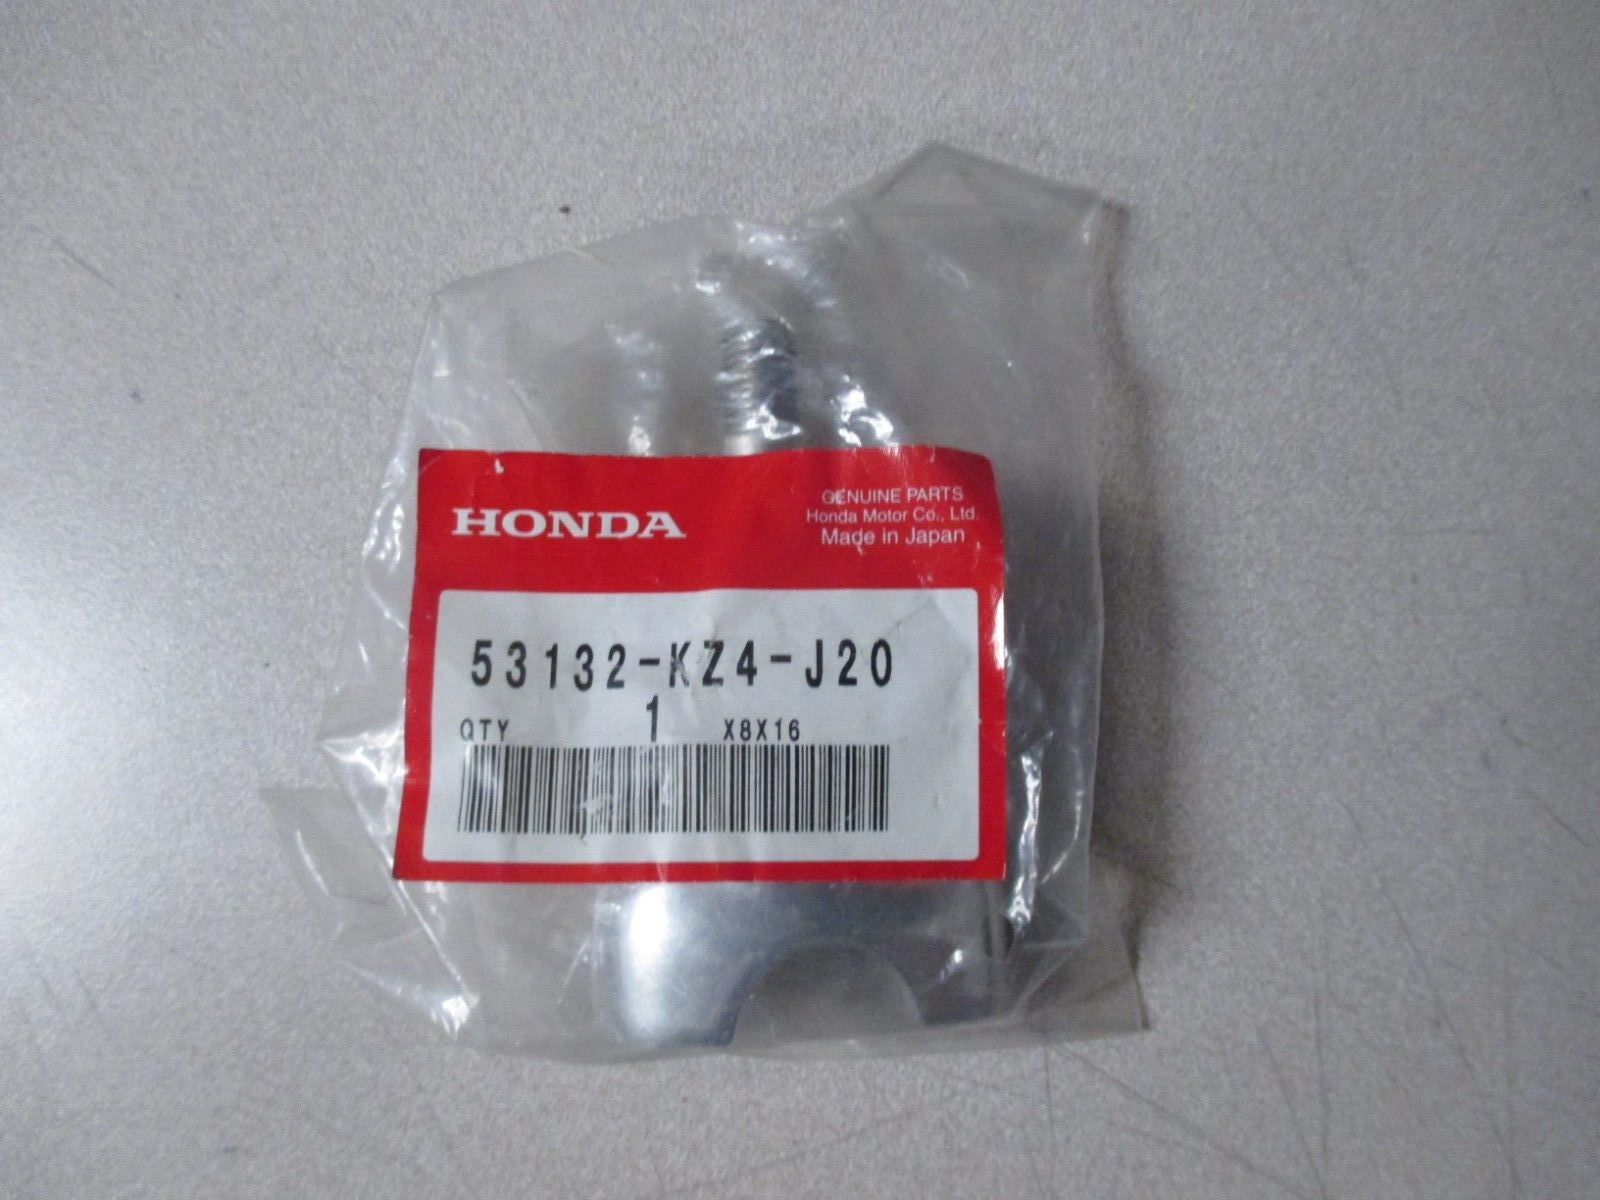 HONDA
GENUINE PARTS
Honda Motor Co., Ltd.
Made in Japan
53132-KZ4-J20
QTY 1 X8X16